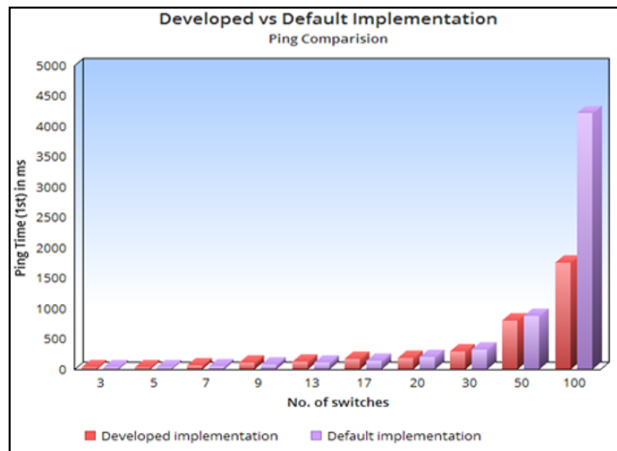 Developed vs Default Implementation
Ping Comparision
5000
4500
4000
3500
3000
2500
2000
1500
1000
500
0
Ping Time (1st) in ms
3 5 7 9 13 17 20 30 50 100
No. of switches
Developed implementation Default implementation